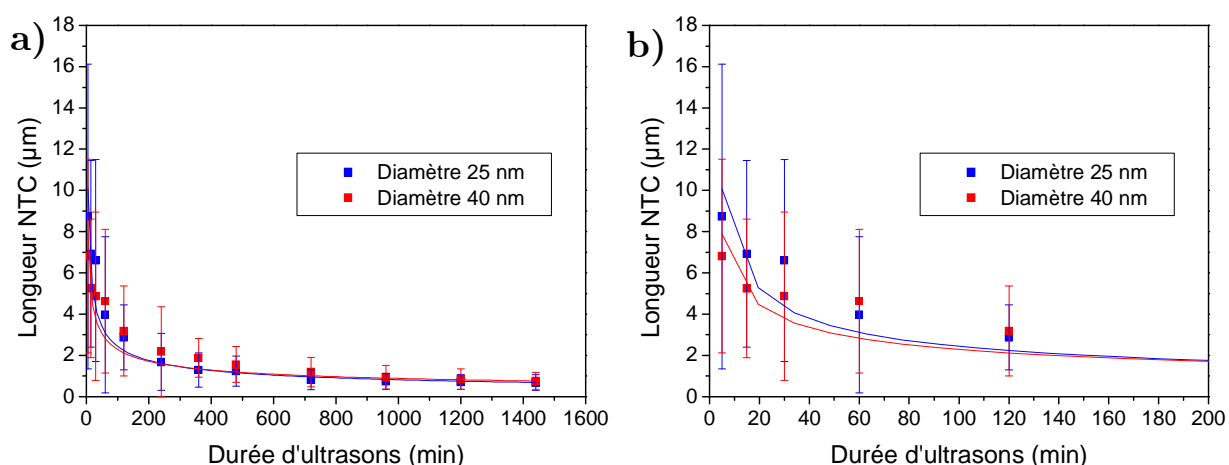 a)
18
16
14
12
10
8
6
4
2
0
Longueur NTC (µm)
Diamètre 25 nm
Diamètre 40 nm
0 200 400 600 800 1000 1200 1400 1600
Durée d'ultrasons (min)
b)
18
16
14
12
10
8
6
4
2
0
Longueur NTC (µm)
Diamètre 25 nm
Diamètre 40 nm
0 20 40 60 80 100 120 140 160 180 200
Durée d'ultrasons (min)